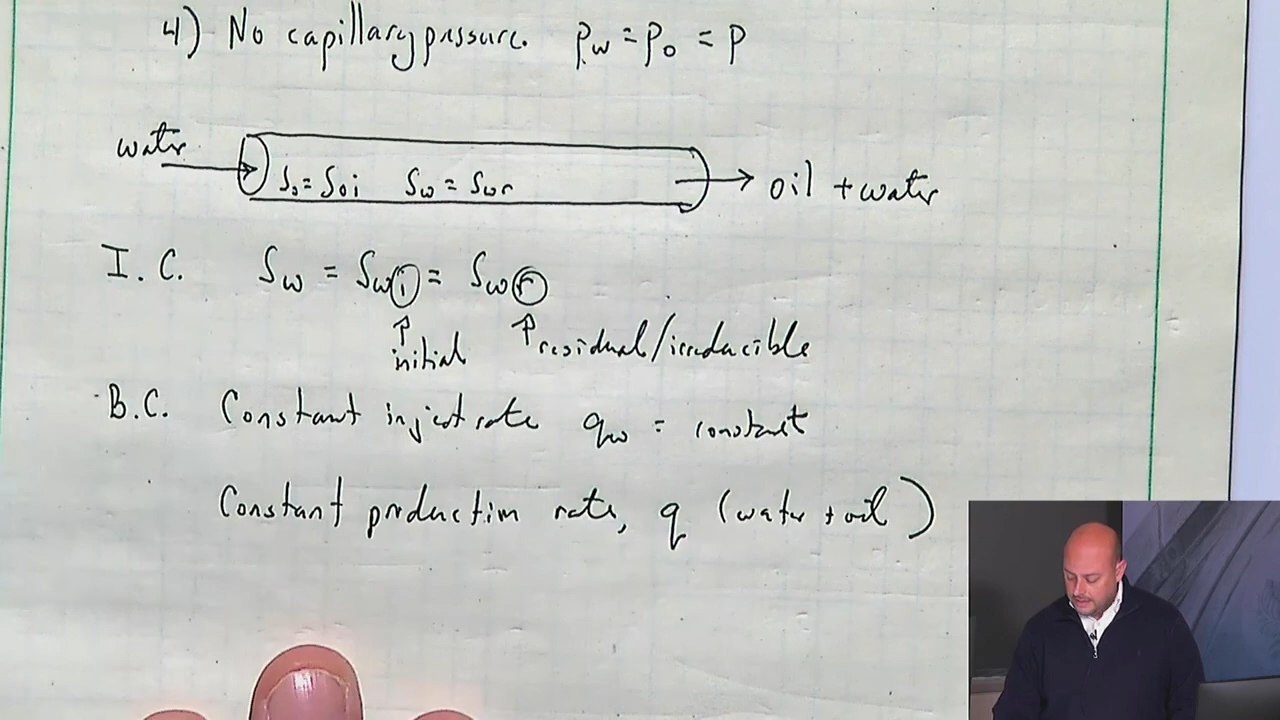 4) No capillary pressure. Pw = Po = P
water
So = Soi Sw = Swr
oil + water
I.C. Sw = Swi = Swr
initial residual/irreducible
B.C. Constant inject rate qw = constant
Constant production rate, q (water + oil)